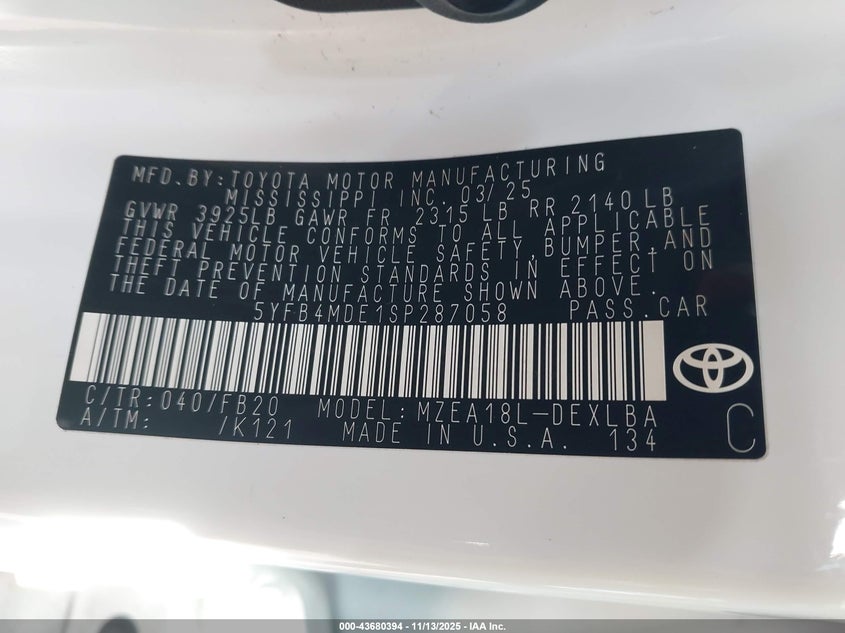 MFD.BY:TOYOTA MOTOR MANUFACTURING
MISSISSIPPI INC. 03/25
GVWR 3925LB GAWR FR 2315 LB RR 2140 LB
THIS VEHICLE CONFORMS TO ALL APPLICABLE
FEDERAL MOTOR VEHICLE SAFETY,BUMPER,AND
THEFT PREVENTION STANDARDS IN EFFECT ON
THE DATE OF MANUFACTURE SHOWN ABOVE.
5YFB4MDE1SP287058 PASS.CAR
C/TR:040/FB20 MODEL:MZEA18L-DEXLBA
A/TM: /K121 MADE IN U.S.A. 134 C
000-43680394 - 11/13/2025 - IAA Inc.